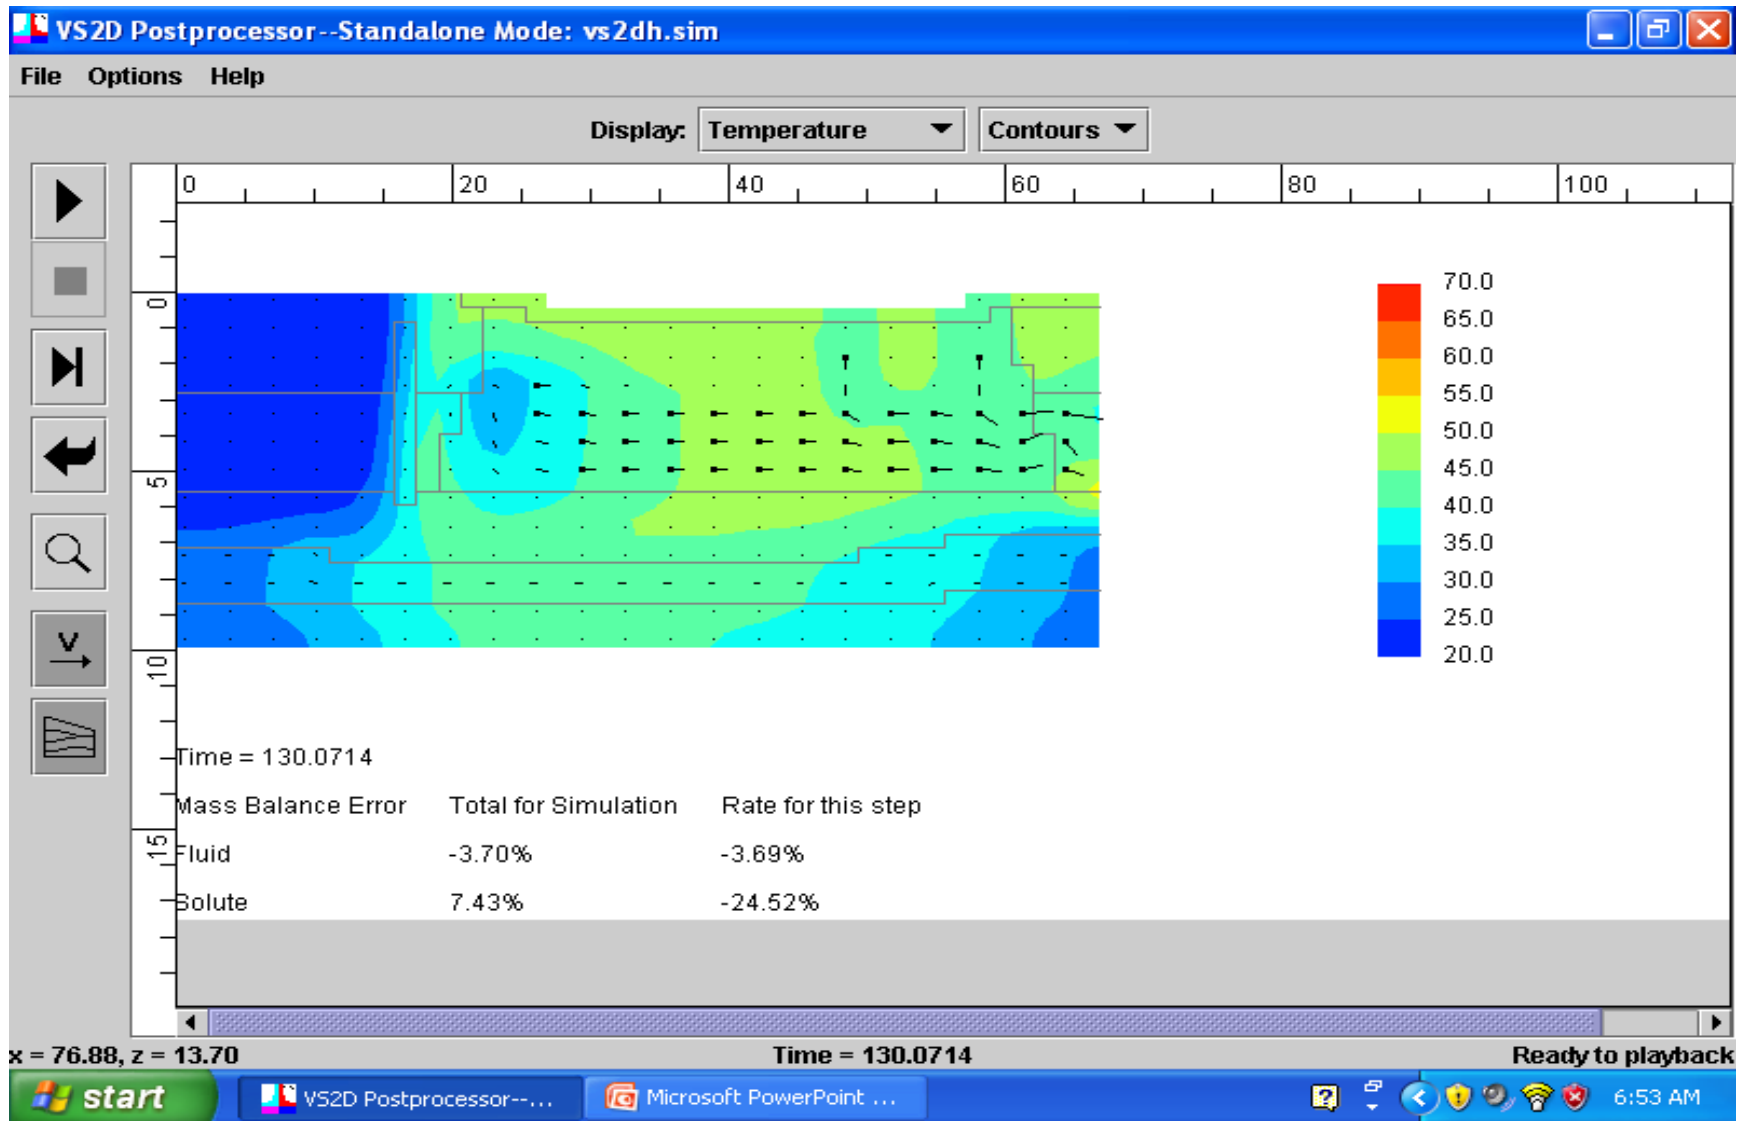 VS2D Postprocessor--Standalone Mode: vs2dh.sim
File Options Help
Display: Temperature Contours
0 20 40 60 80 100
0
5
10
15
70.0
65.0
60.0
55.0
50.0
45.0
40.0
35.0
30.0
25.0
20.0
V
Time = 130.0714
Mass Balance Error Total for Simulation Rate for this step
Fluid -3.70% -3.69%
Solute 7.43% -24.52%
x = 76.88, z = 13.70 Time = 130.0714 Ready to playback
start VS2D Postprocessor--... Microsoft PowerPoint ... 6:53 AM